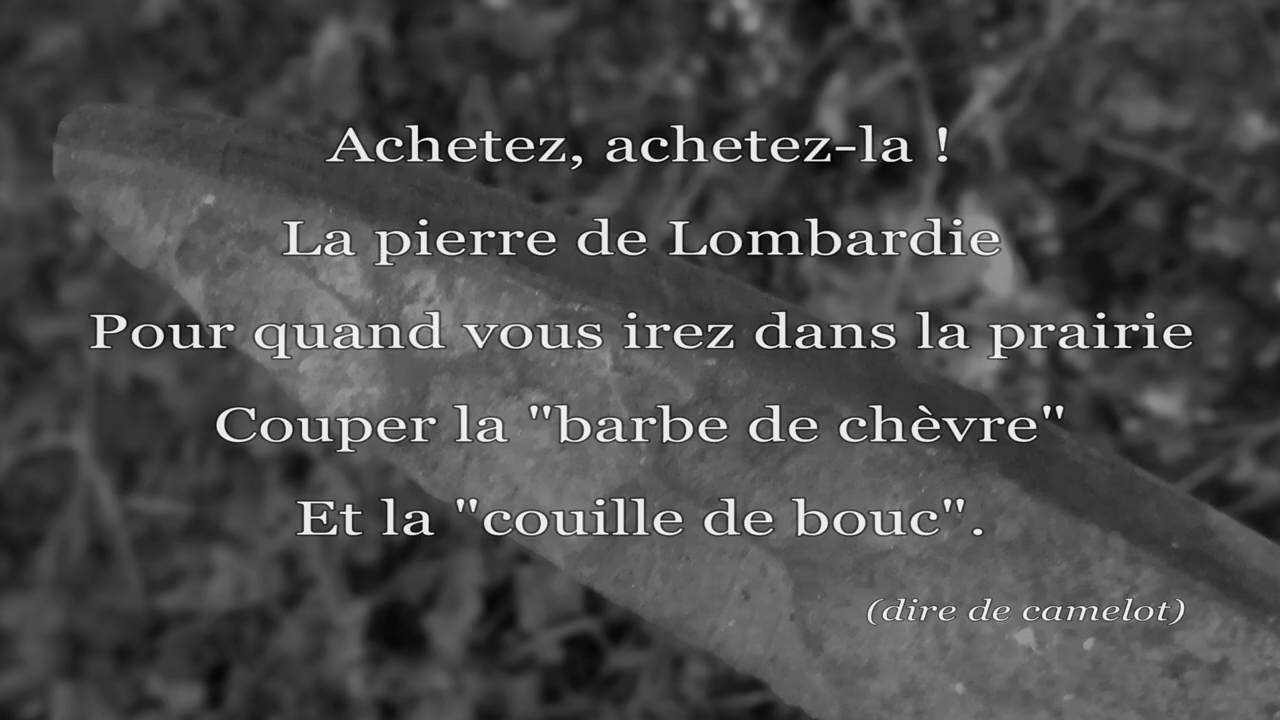 Achetez, achetez-la !
La pierre de Lombardie
Pour quand vous irez dans la prairie
Couper la "barbe de chèvre"
Et la "couille de bouc".
(dire de camelot)